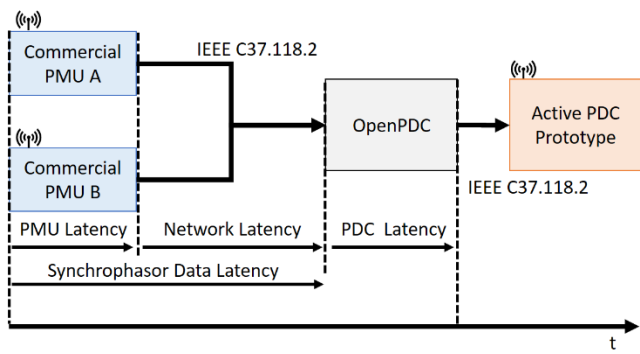 Commercial
PMU A
IEEE C37.118.2
Commercial
PMU B
OpenPDC
Active PDC
Prototype
IEEE C37.118.2
PMU Latency
Network Latency
PDC Latency
Synchrophasor Data Latency
t